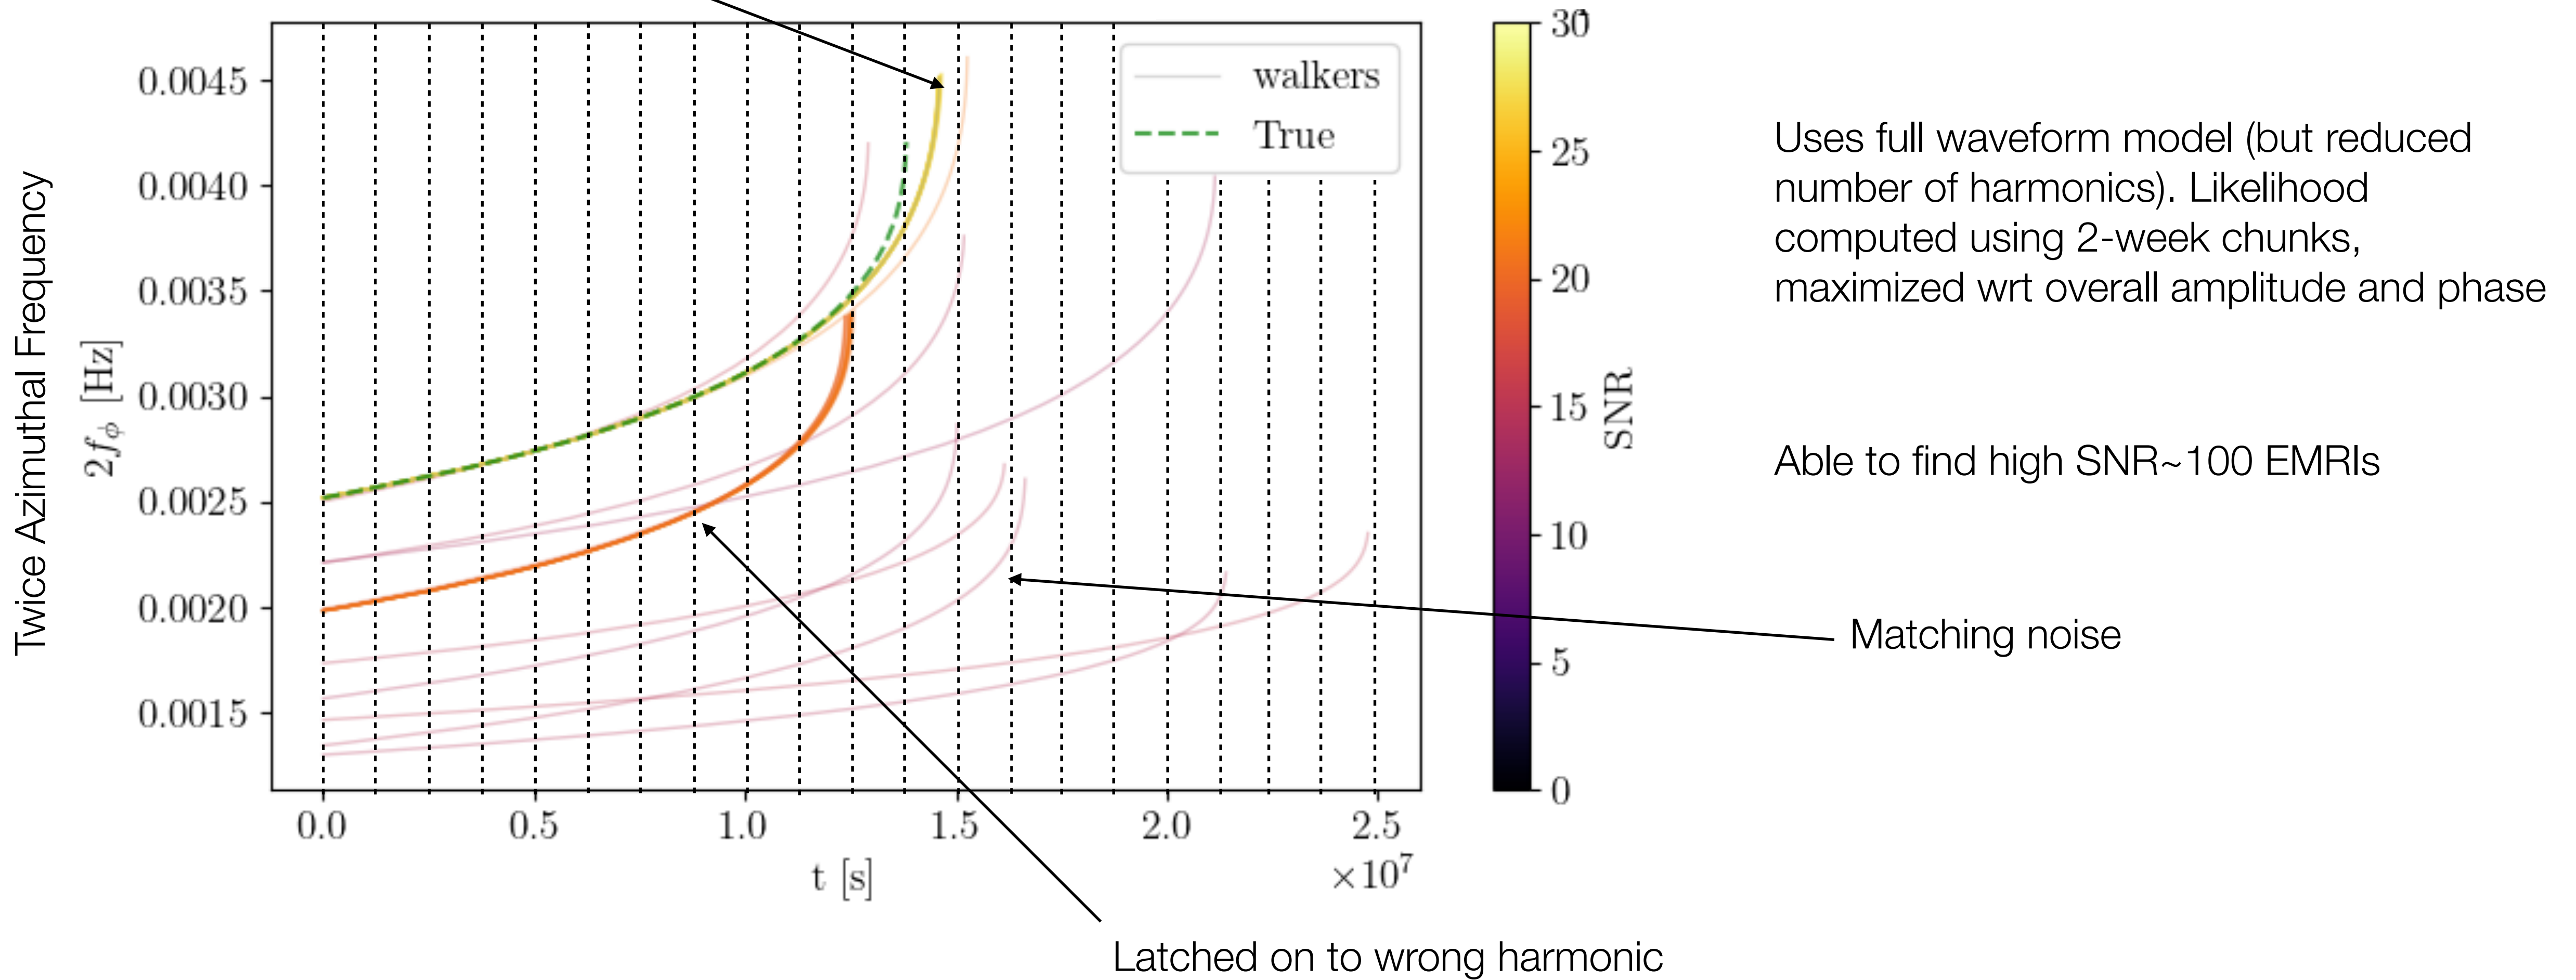 Twice Azimuthal Frequency
2f_ϕ [Hz]
0.0045
0.0040
0.0035
0.0030
0.0025
0.0020
0.0015
0.0
0.5
1.0
1.5
2.0
2.5
t [s]
×10^7
walkers
True
30
25
20
15
10
5
0
SNR
Uses full waveform model (but reduced
number of harmonics). Likelihood
computed using 2-week chunks,
maximized wrt overall amplitude and phase
Able to find high SNR~100 EMRIs
Matching noise
Latched on to wrong harmonic